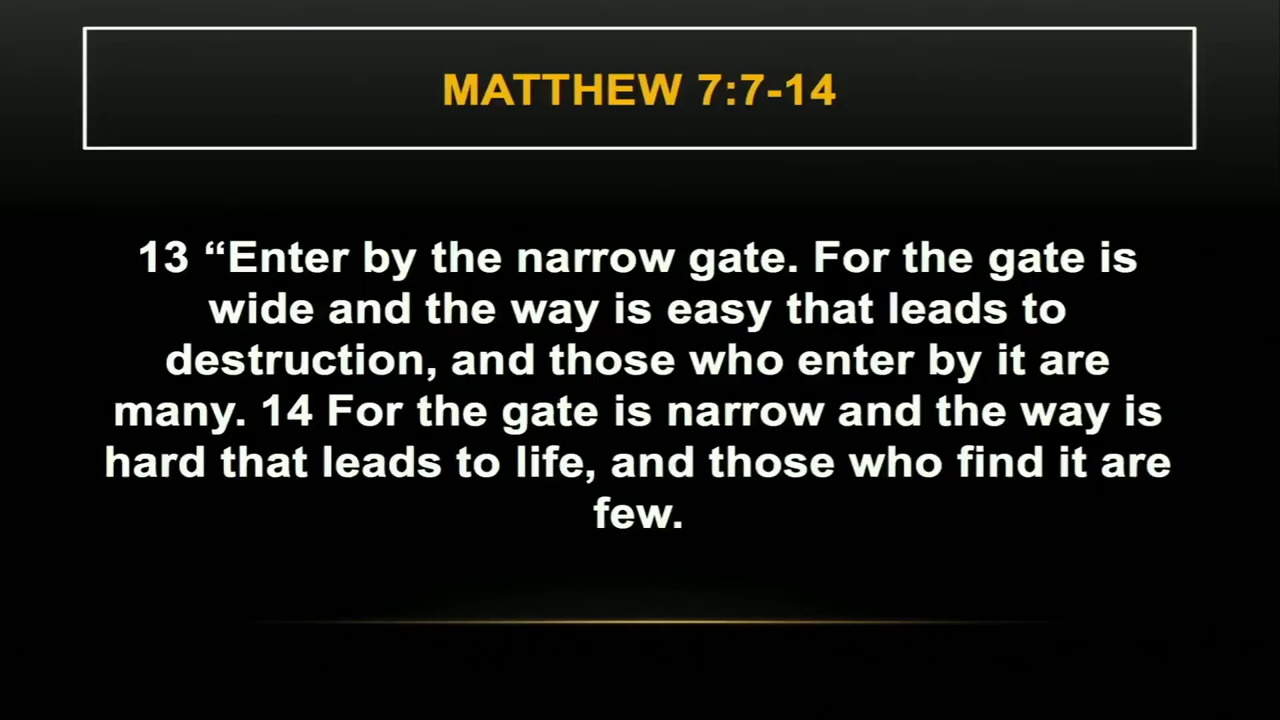 MATTHEW 7:7-14
13 “Enter by the narrow gate. For the gate is
wide and the way is easy that leads to
destruction, and those who enter by it are
many. 14 For the gate is narrow and the way is
hard that leads to life, and those who find it are
few.